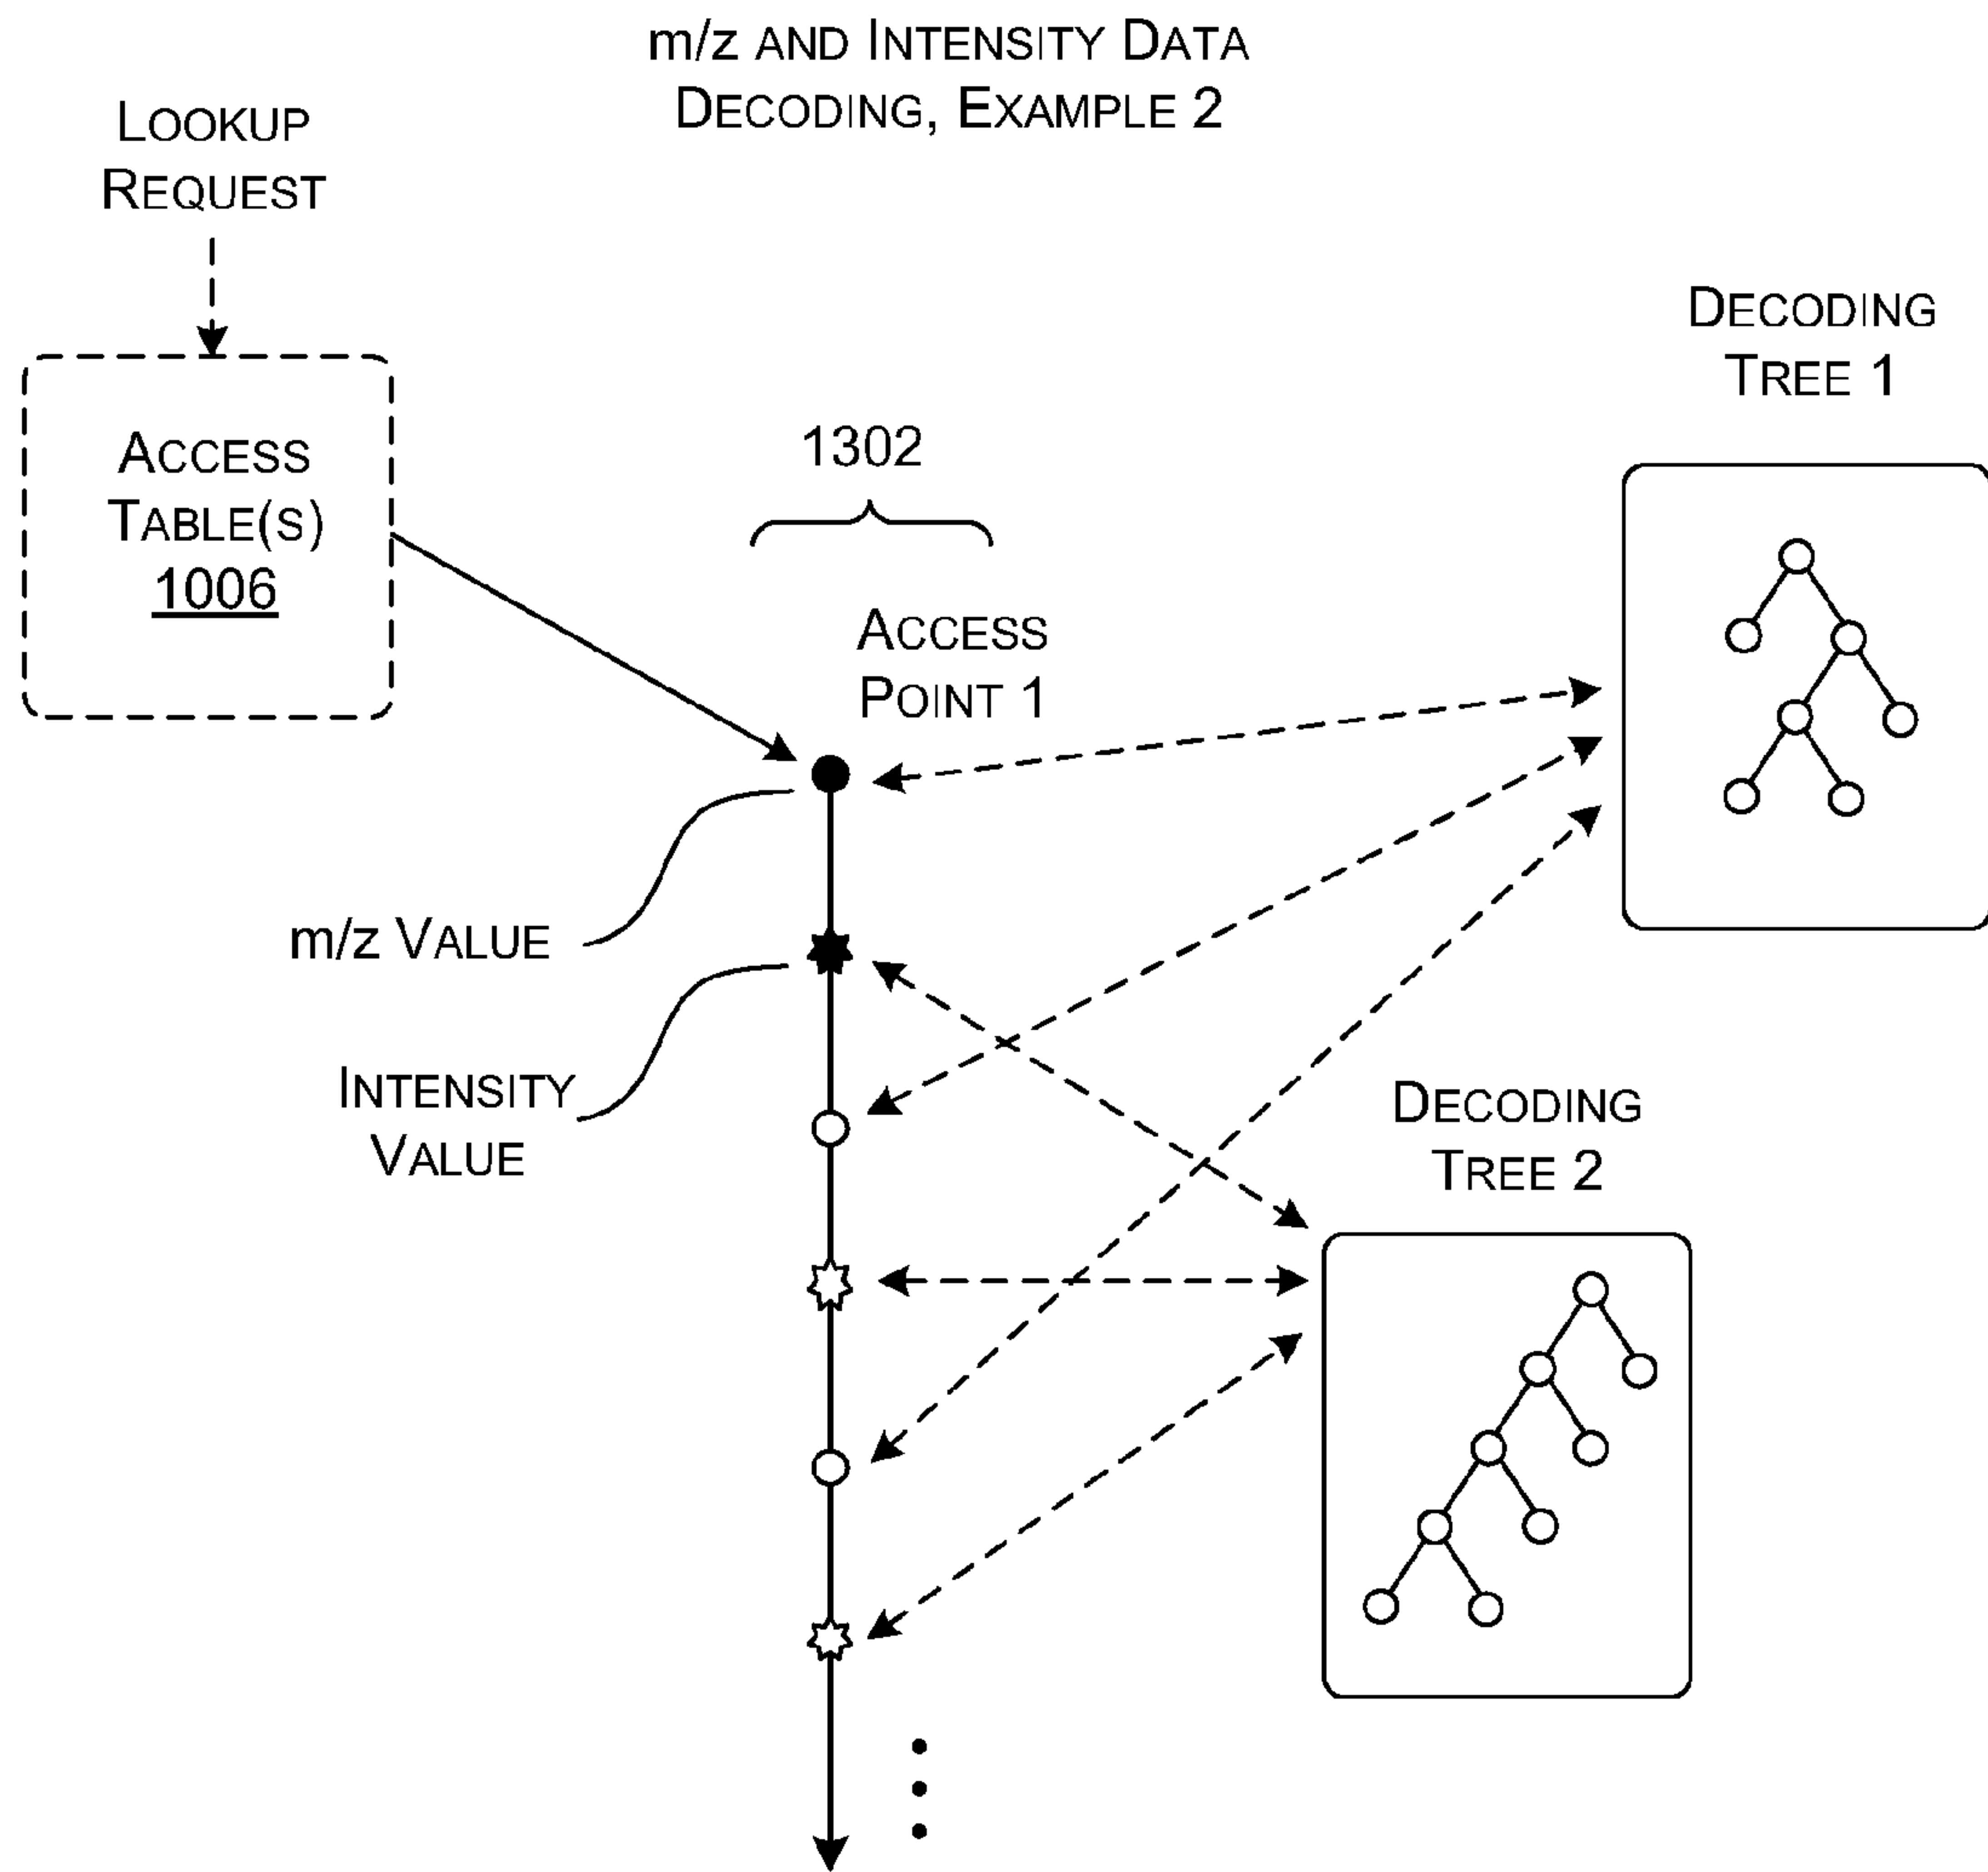 m/z AND INTENSITY DATA
DECODING, EXAMPLE 2
LOOKUP
REQUEST
ACCESS
TABLE(S)
1006
1302
ACCESS
POINT 1
DECODING
TREE 1
m/z VALUE
INTENSITY
VALUE
DECODING
TREE 2